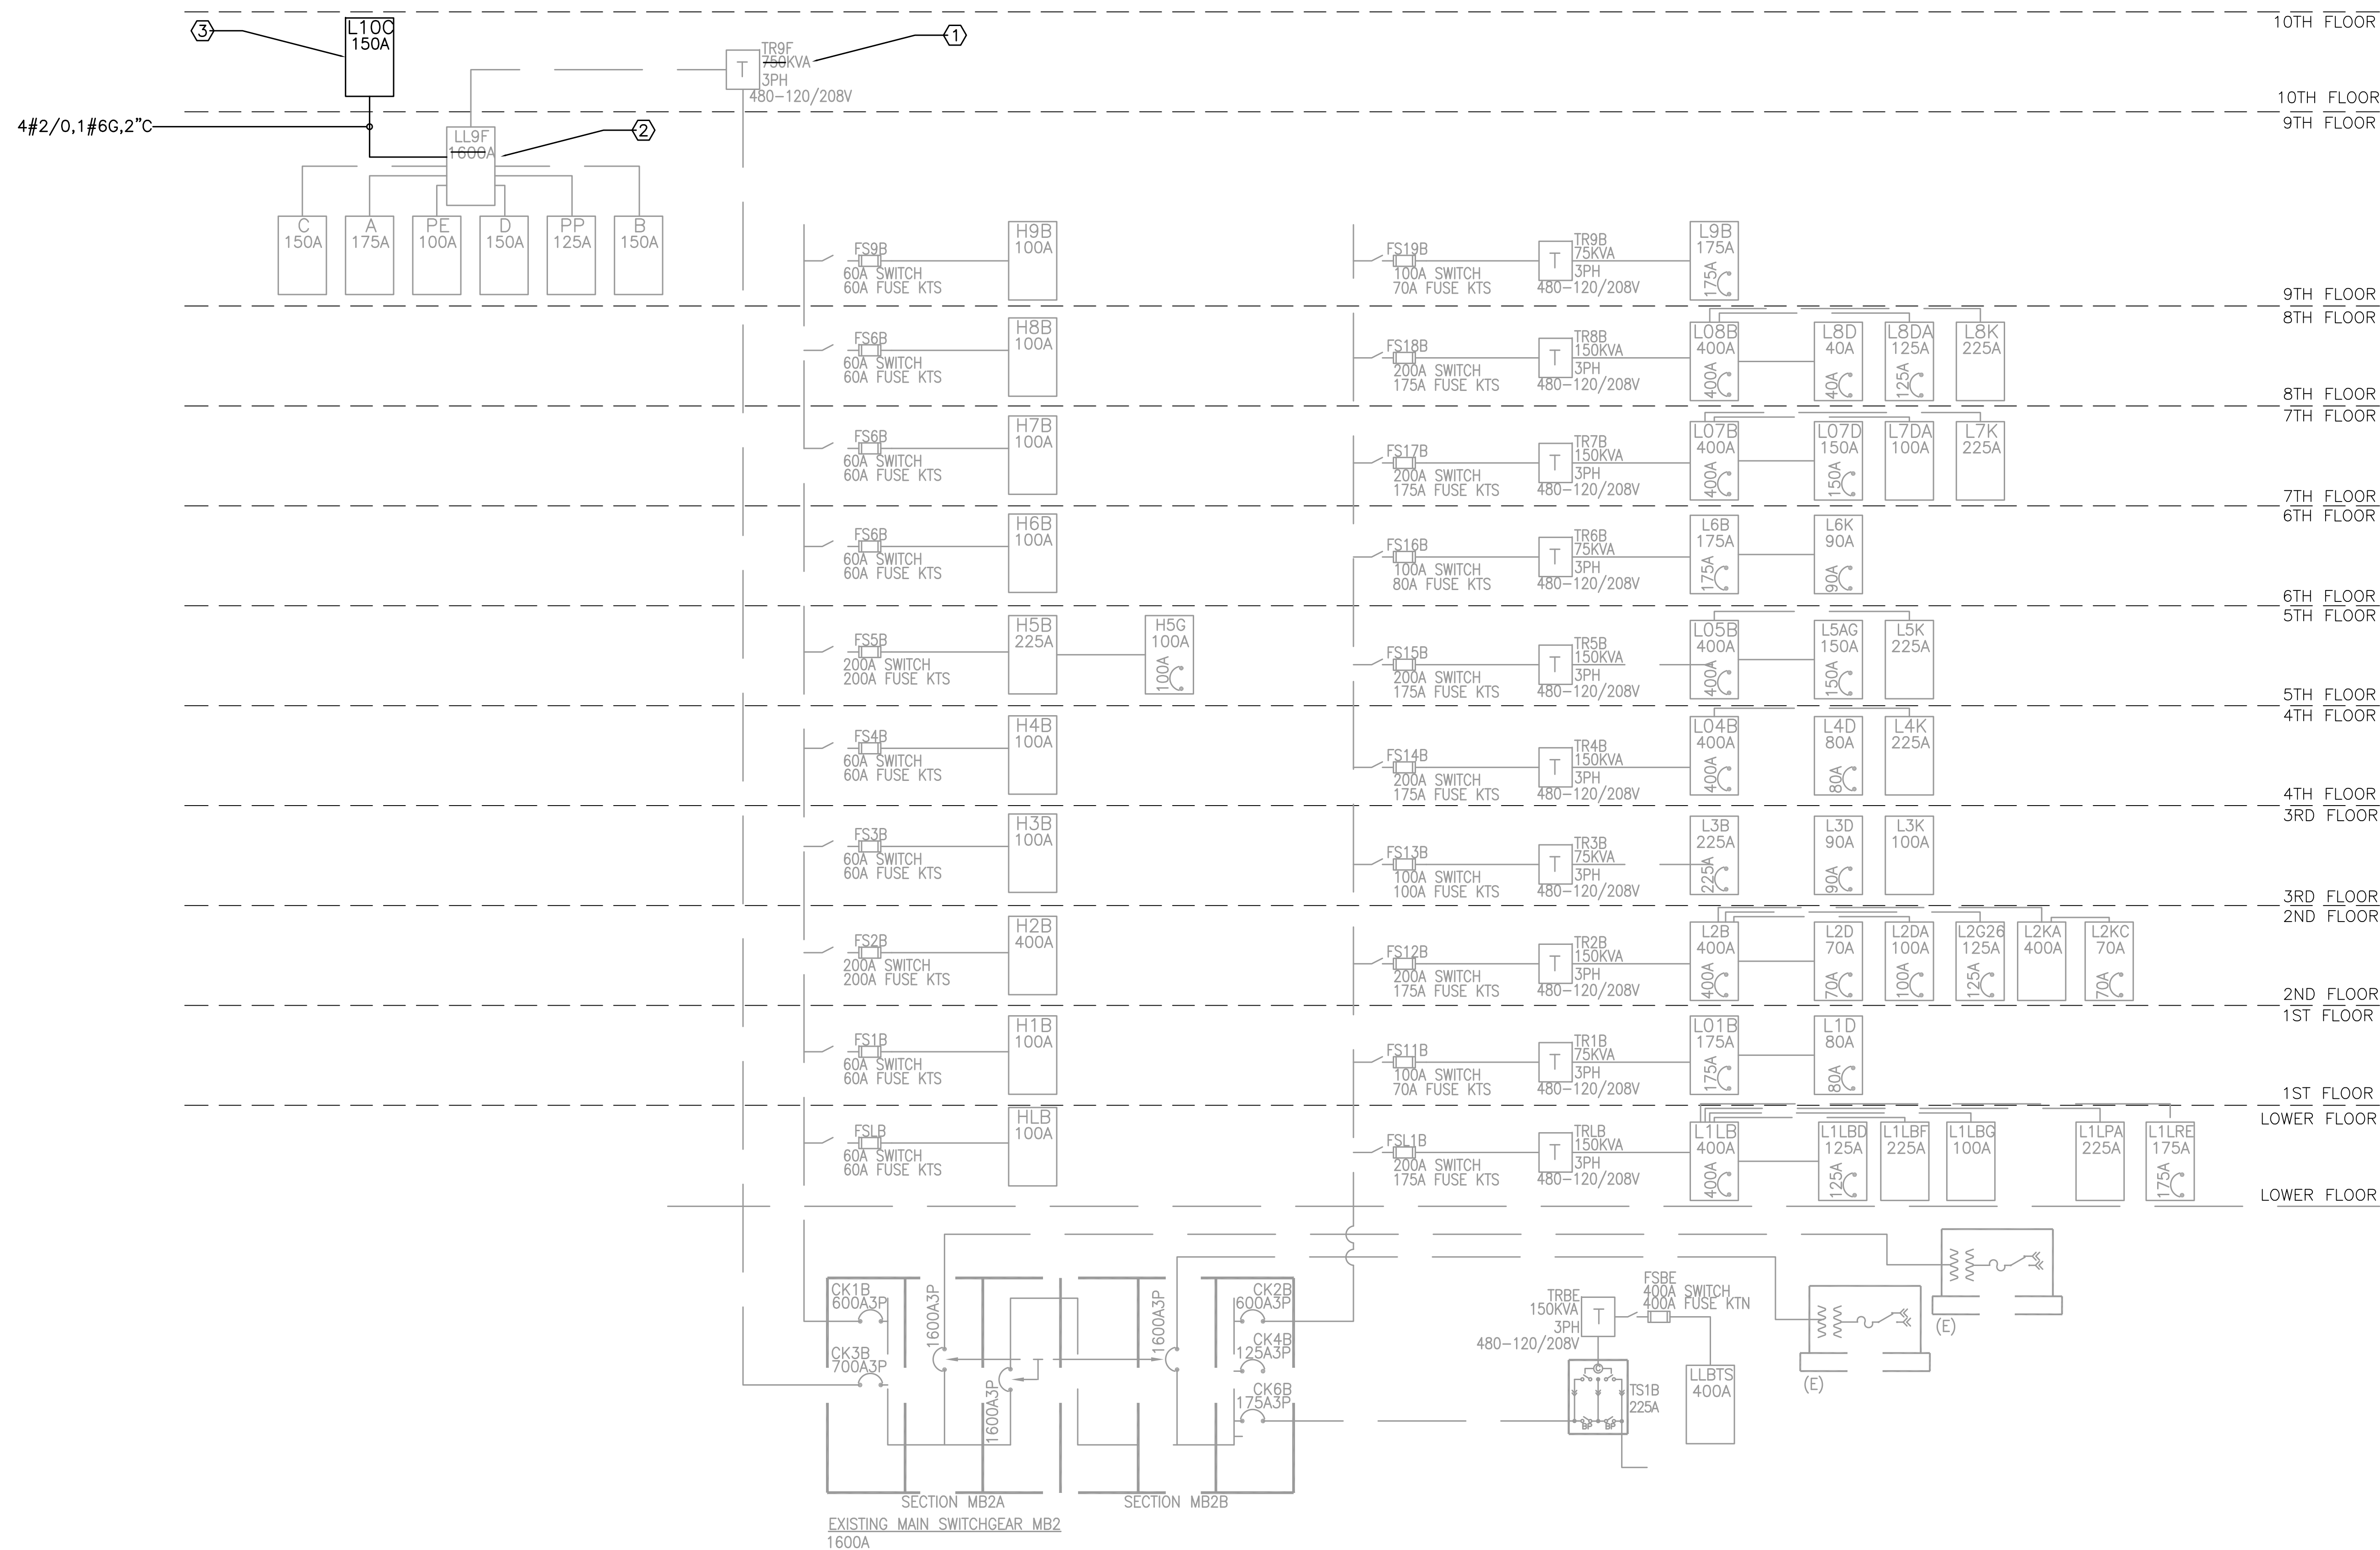 10TH FLOOR
3
L10C
150A
1
TR9F
750KVA
3PH
480-120/208V
10TH FLOOR
9TH FLOOR
4#2/0,1#6G,2"C
LL9F
1600A
2
C
150A
A
175A
PE
100A
D
150A
PP
125A
B
150A
FS9B
60A SWITCH
60A FUSE KTS
H9B
100A
FS19B
100A SWITCH
70A FUSE KTS
T
TR9B
75KVA
3PH
480-120/208V
L9B
175A
175A
9TH FLOOR
8TH FLOOR
FS6B
60A SWITCH
60A FUSE KTS
H8B
100A
FS18B
200A SWITCH
175A FUSE KTS
T
TR8B
150KVA
3PH
480-120/208V
L08B
400A
400A
L8D
40A
40A
L8DA
125A
125A
L8K
225A
8TH FLOOR
7TH FLOOR
FS6B
60A SWITCH
60A FUSE KTS
H7B
100A
FS17B
200A SWITCH
175A FUSE KTS
T
TR7B
150KVA
3PH
480-120/208V
L07B
400A
400A
L07D
150A
150A
L7DA
100A
L7K
225A
7TH FLOOR
6TH FLOOR
FS6B
60A SWITCH
60A FUSE KTS
H6B
100A
FS16B
100A SWITCH
80A FUSE KTS
T
TR6B
75KVA
3PH
480-120/208V
L6B
175A
175A
L6K
90A
90A
6TH FLOOR
5TH FLOOR
FS5B
200A SWITCH
200A FUSE KTS
H5B
225A
H5G
100A
100A
FS15B
200A SWITCH
175A FUSE KTS
T
TR5B
150KVA
3PH
480-120/208V
L05B
400A
400A
L5AG
150A
150A
L5K
225A
5TH FLOOR
4TH FLOOR
FS4B
60A SWITCH
60A FUSE KTS
H4B
100A
FS14B
200A SWITCH
175A FUSE KTS
T
TR4B
150KVA
3PH
480-120/208V
L04B
400A
400A
L4D
80A
80A
L4K
225A
4TH FLOOR
3RD FLOOR
FS3B
60A SWITCH
60A FUSE KTS
H3B
100A
FS13B
100A SWITCH
100A FUSE KTS
T
TR3B
75KVA
3PH
480-120/208V
L3B
225A
225A
L3D
90A
90A
L3K
100A
3RD FLOOR
2ND FLOOR
FS2B
200A SWITCH
200A FUSE KTS
H2B
400A
FS12B
200A SWITCH
175A FUSE KTS
T
TR2B
150KVA
3PH
480-120/208V
L2B
400A
400A
L2D
70A
70A
L2DA
100A
100A
L2G26
125A
125A
L2KA
400A
L2KC
70A
70A
2ND FLOOR
1ST FLOOR
FS1B
60A SWITCH
60A FUSE KTS
H1B
100A
FS11B
100A SWITCH
70A FUSE KTS
T
TR1B
75KVA
3PH
480-120/208V
L01B
175A
175A
L1D
80A
80A
1ST FLOOR
LOWER FLOOR
FSLB
60A SWITCH
60A FUSE KTS
HLB
100A
FSL1B
200A SWITCH
175A FUSE KTS
T
TRLB
150KVA
3PH
480-120/208V
L1LB
400A
400A
L1LBD
125A
125A
L1LBF
225A
L1LBG
100A
L1LPA
225A
L1LRE
175A
175A
LOWER FLOOR
CK1B
600A3P
CK3B
700A3P
1600A3P
1600A3P
1600A3P
CK2B
600A3P
CK4B
125A3P
CK6B
175A3P
TRBE
150KVA
3PH
480-120/208V
T
FSBE
400A SWITCH
400A FUSE KTN
C
BP
BP
TS1B
225A
LLBTS
400A
(E)
(E)
SECTION MB2A
SECTION MB2B
EXISTING MAIN SWITCHGEAR MB2
1600A
T